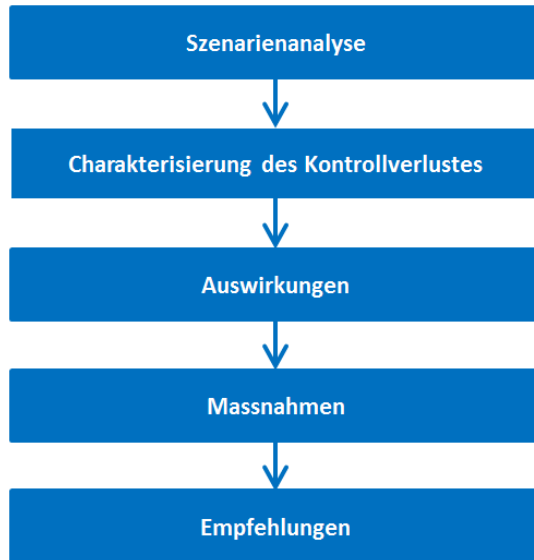 Szenarienanalyse
Charakterisierung des Kontrollverlustes
Auswirkungen
Massnahmen
Empfehlungen